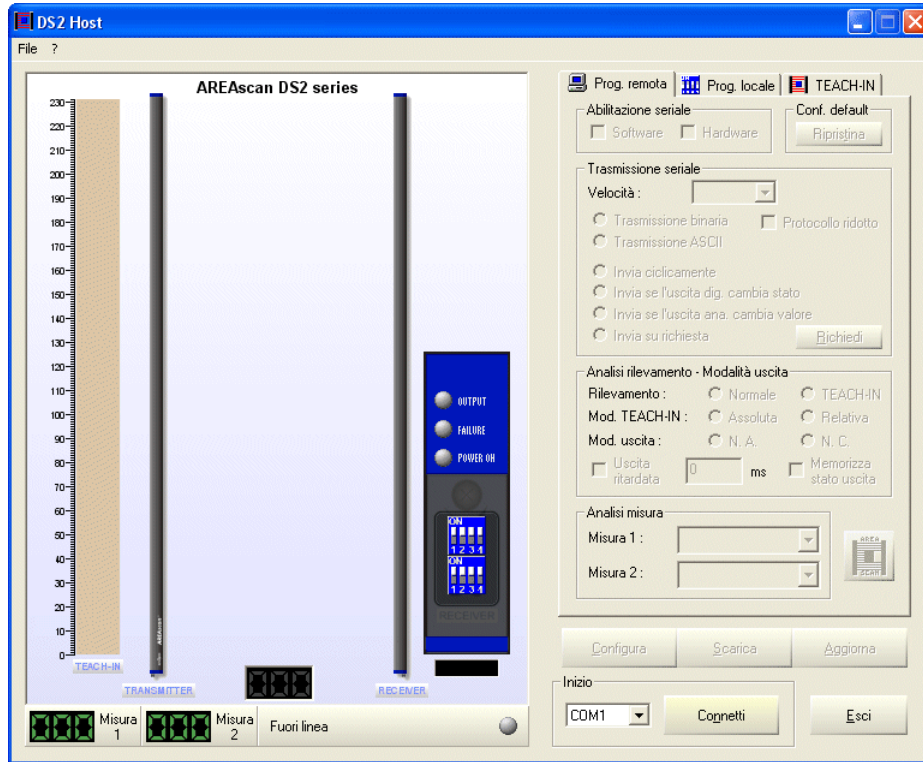 DS2 Host
File ?
AREAscan DS2 series
230
220
210
200
190
180
170
160
150
140
130
120
110
100
90
80
70
60
50
40
30
20
10
0
TEACH-IN
AREAscan
TRANSMITTER
RECEIVER
OUTPUT
FAILURE
POWER ON
ON
1 2 3 4
ON
1 2 3 4
RECEIVER
Misura 1
Misura 2
Fuori linea
Prog. remota
Prog. locale
TEACH-IN
Abilitazione seriale
Software Hardware
Conf. default
Ripristina
Trasmissione seriale
Velocità :
Trasmissione binaria
Protocollo ridotto
Trasmissione ASCII
Invia ciclicamente
Invia se l'uscita dig. cambia stato
Invia se l'uscita ana. cambia valore
Invia su richiesta
Richiedi
Analisi rilevamento - Modalità uscita
Rilevamento : Normale TEACH-IN
Mod. TEACH-IN : Assoluta Relativa
Mod. uscita : N. A. N. C.
Uscita ritardata
0 ms
Memorizza stato uscita
Analisi misura
Misura 1 :
Misura 2 :
AREA
SCAN
Configura
Scarica
Aggiorna
Inizio
COM1
Connetti
Esci